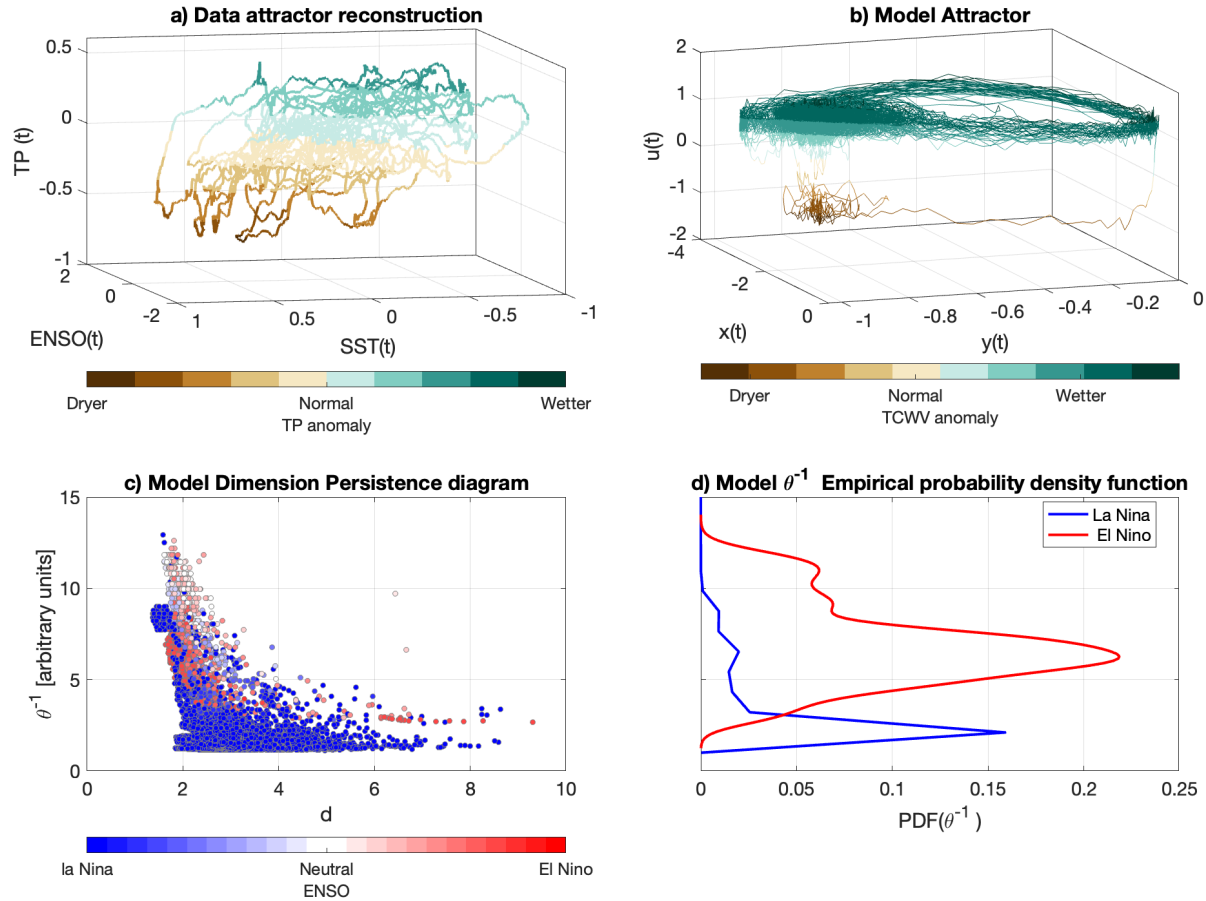 a) Data attractor reconstruction
0.5
0
-0.5
-1
TP (t)
2
0
-2
ENSO(t)
1
0.5
0
-0.5
-1
SST(t)
Dryer
Normal
Wetter
TP anomaly
b) Model Attractor
2
1
0
-1
-2
u(t)
-4
-2
0
x(t)
-1
-0.8
-0.6
-0.4
-0.2
0
y(t)
Dryer
Normal
Wetter
TCWV anomaly
c) Model Dimension Persistence diagram
15
10
5
0
θ⁻¹ [arbitrary units]
0
2
4
6
8
10
d
la Nina
Neutral
El Nino
ENSO
d) Model θ⁻¹ Empirical probability density function
La Nina
El Nino
0
0.05
0.1
0.15
0.2
0.25
PDF(θ⁻¹ )